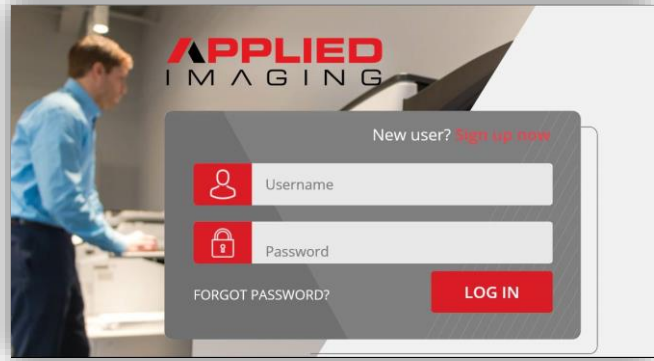 APPLIED
IMAGING
New user? Sign up now
Username
Password
FORGOT PASSWORD?
LOG IN